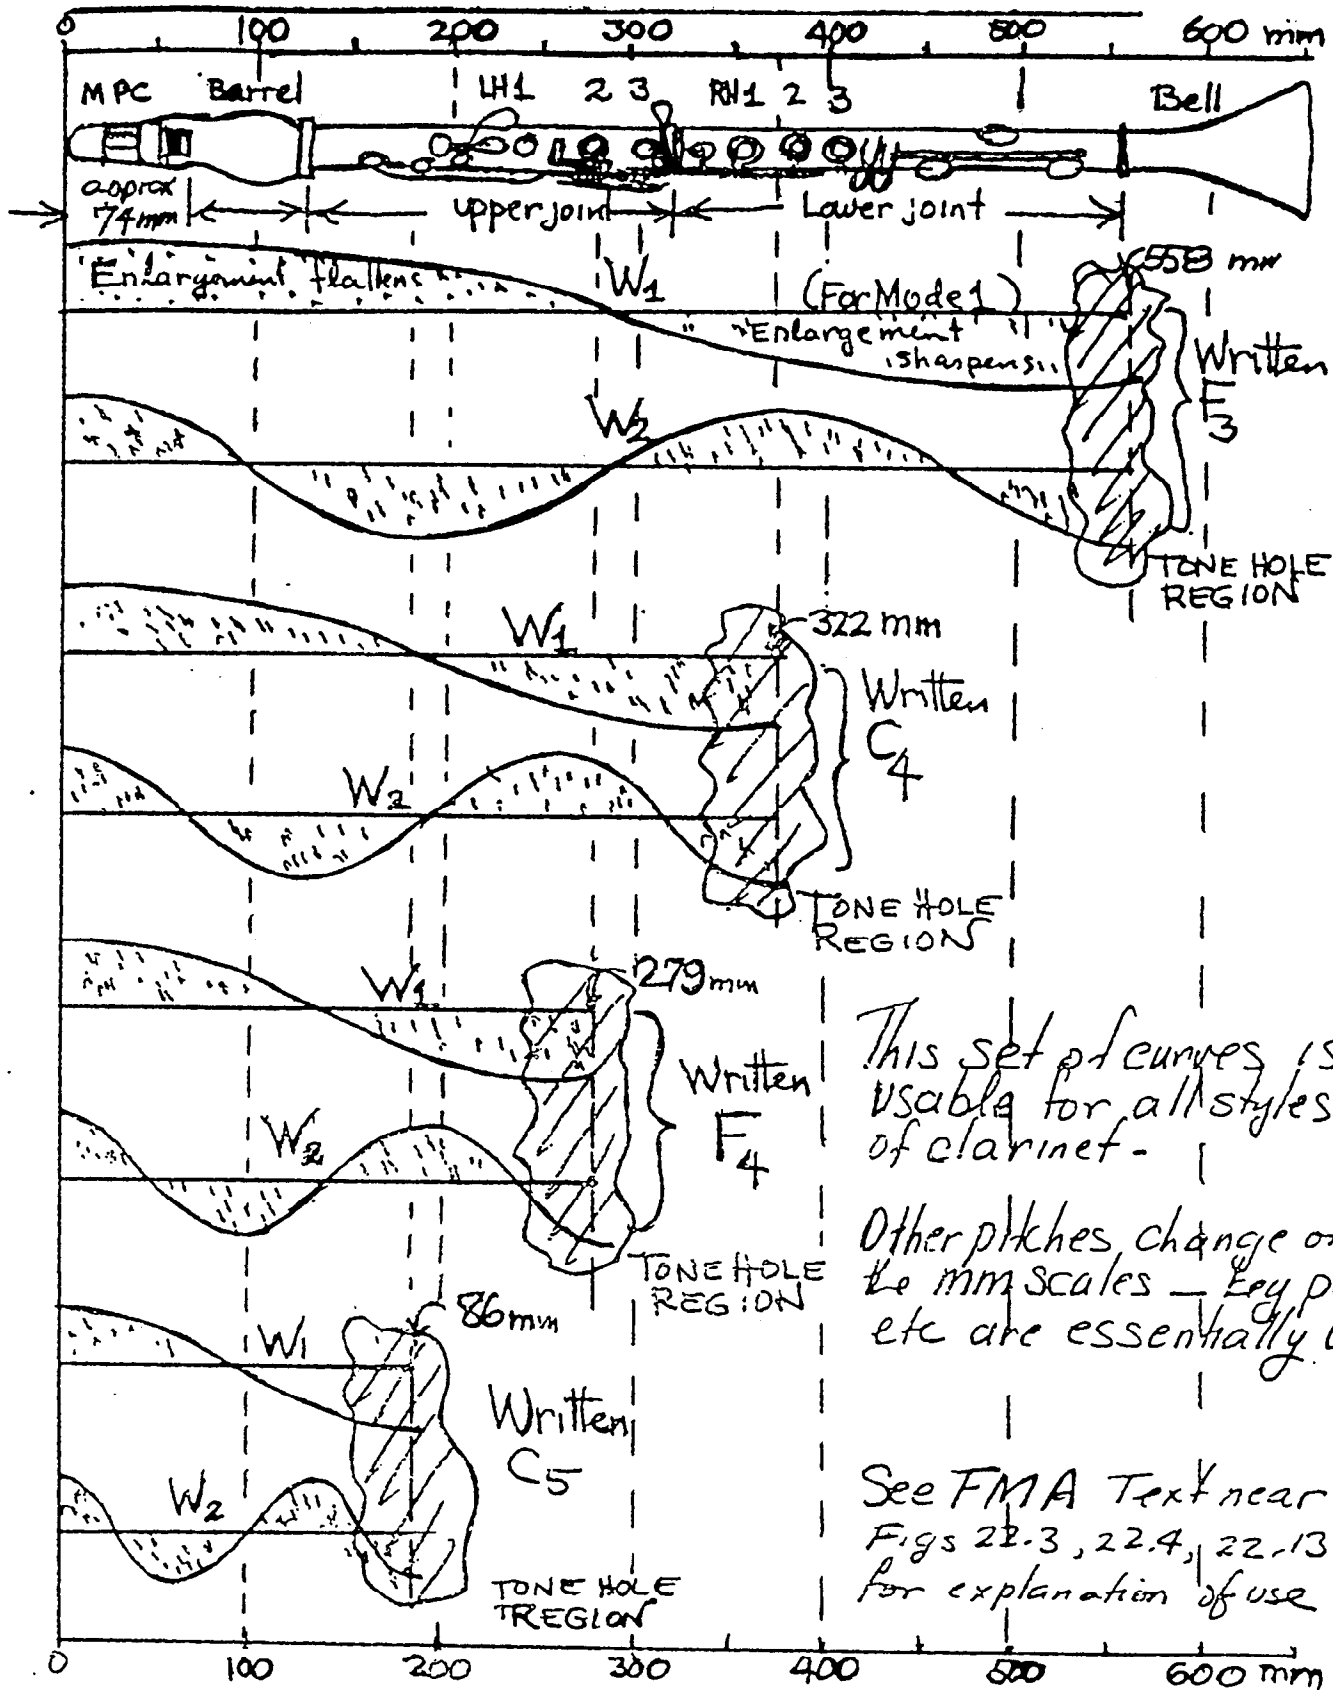 0 100 200 300 400 500 600 mm
MPC Barrel LH1 2 3 RH1 2 3 Bell
approx
74mm upper joint Lower joint
558 mm
Enlargement flattens W1 (For Mode 1)
Enlargement
sharpens
Written
F3
W2
TONE HOLE
REGION
322 mm
W1
Written
C4
W2
TONE HOLE
REGION
279mm
W1
Written
F4
W2
TONE HOLE
REGION
This set of curves is
usable for all styles
of clarinet -
Other pitches change
the mm scales —
etc are essentially
86mm
W1
Written
C5
W2
TONE HOLE
REGION
See FMA Text near
Figs 22.3, 22.4, 22.13
for explanation of use
0 100 200 300 400 500 600 mm